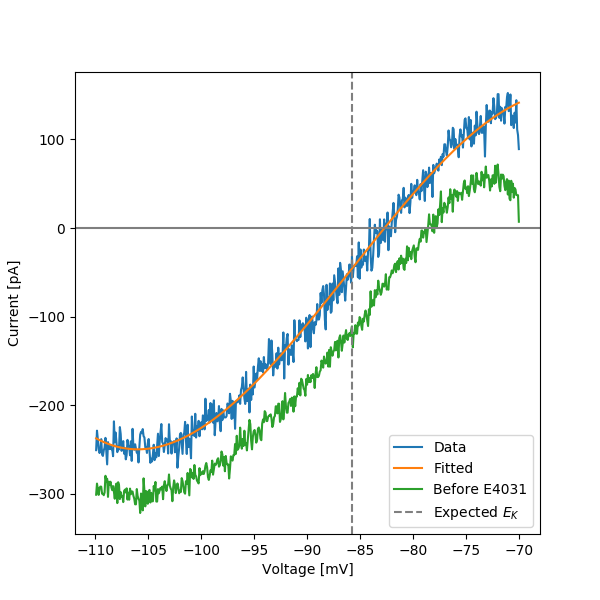 100
0
−100
−200
−300
Current [pA]
−110 −105 −100 −95 −90 −85 −80 −75 −70
Voltage [mV]
Data
Fitted
Before E4031
Expected E_K